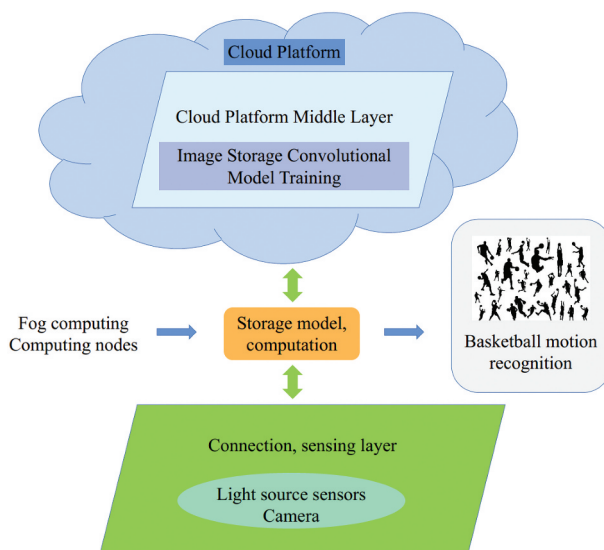 Cloud Platform
Cloud Platform Middle Layer
Image Storage Convolutional
Model Training
Fog computing
Computing nodes
Storage model,
computation
Basketball motion
recognition
Connection, sensing layer
Light source sensors
Camera